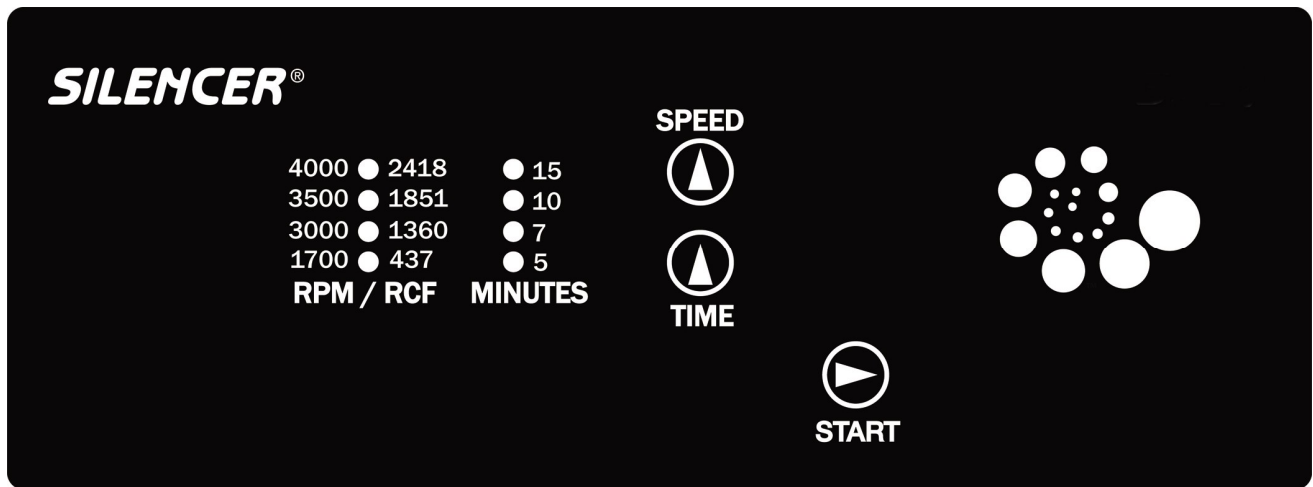 SILENCER®
SPEED
4000 2418 15
3500 1851 10
3000 1360 7
1700 437 5
RPM / RCF MINUTES
TIME
START